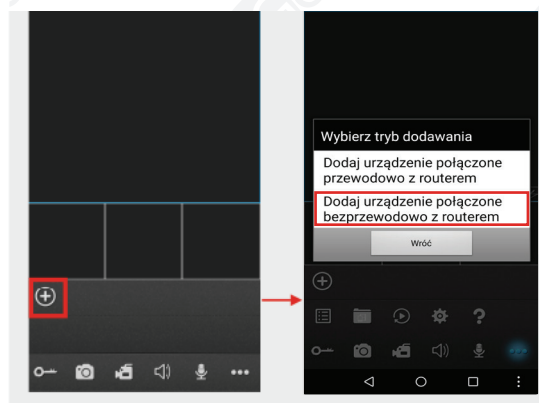 Wybierz tryb dodawania
Dodaj urządzenie połączone
przewodowo z routerem
Dodaj urządzenie połączone
bezprzewodowo z routerem
Wróć